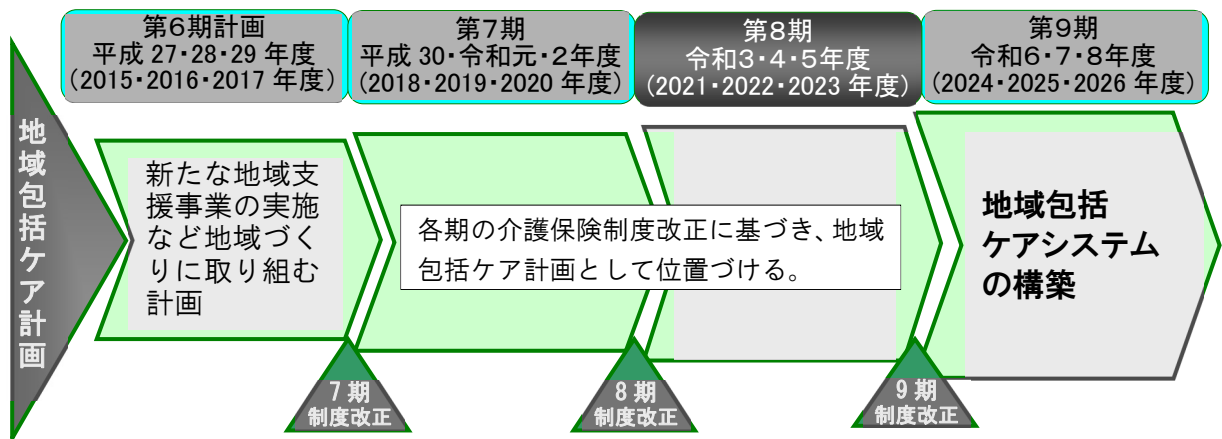 第6期計画
平成 27・28・29 年度
(2015・2016・2017 年度)
第7期
平成 30・令和元・2年度
(2018・2019・2020 年度)
第8期
令和3・4・5年度
(2021・2022・2023 年度)
第9期
令和6・7・8年度
(2024・2025・2026 年度)
地域包括ケア計画
新たな地域支
援事業の実施
など地域づく
りに取り組む
計画
各期の介護保険制度改正に基づき、地域
包括ケア計画として位置づける。
地域包括
ケアシステム
の構築
7 期
制度改正
8 期
制度改正
9 期
制度改正